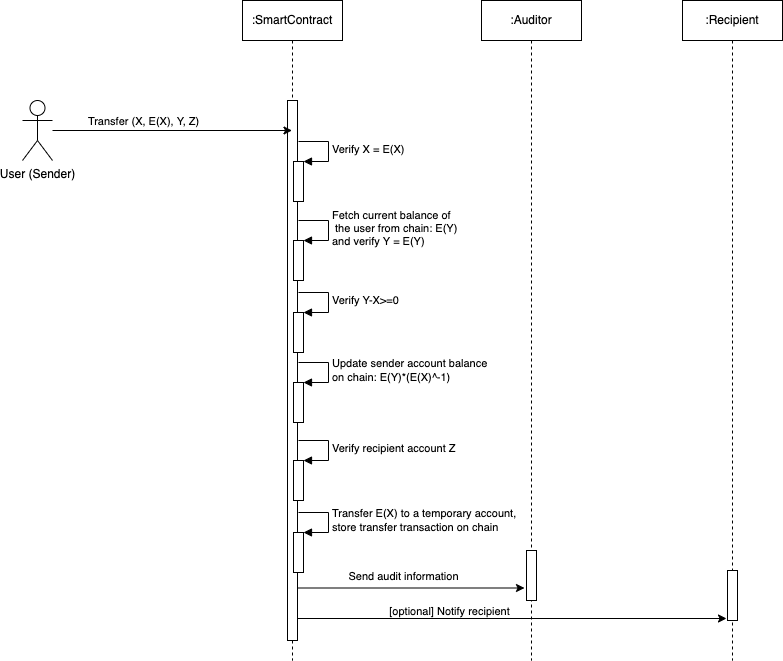 :SmartContract
:Auditor
:Recipient
Transfer (X, E(X), Y, Z)
User (Sender)
Verify X = E(X)
Fetch current balance of
the user from chain: E(Y)
and verify Y = E(Y)
Verify Y-X>=0
Update sender account balance
on chain: E(Y)*(E(X)^-1)
Verify recipient account Z
Transfer E(X) to a temporary account,
store transfer transaction on chain
Send audit information
[optional] Notify recipient